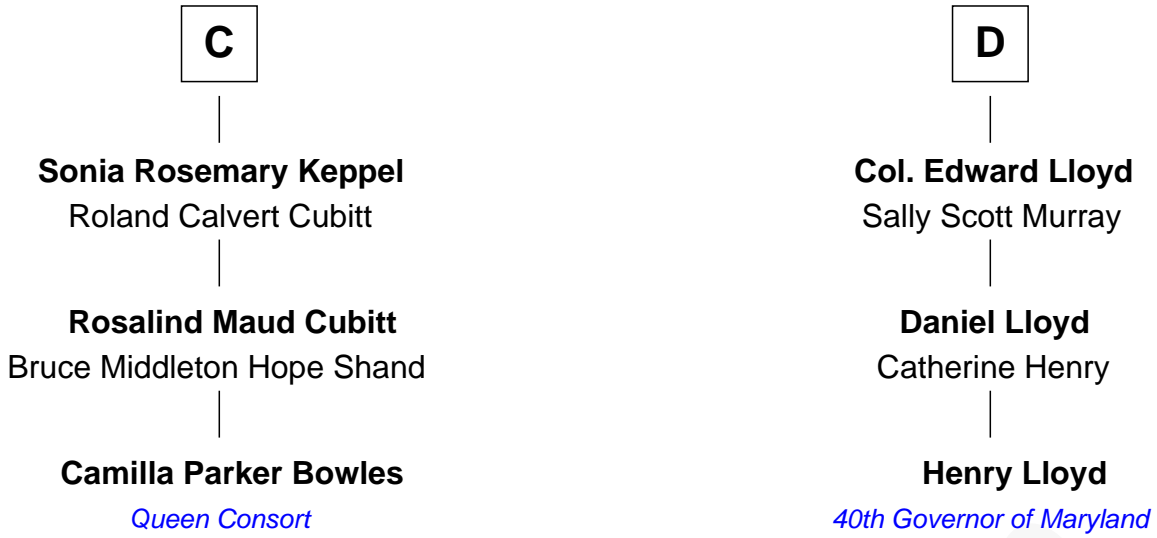 C
Sonia Rosemary Keppel
Roland Calvert Cubitt
Rosalind Maud Cubitt
Bruce Middleton Hope Shand
Camilla Parker Bowles
Queen Consort
D
Col. Edward Lloyd
Sally Scott Murray
Daniel Lloyd
Catherine Henry
Henry Lloyd
40th Governor of Maryland